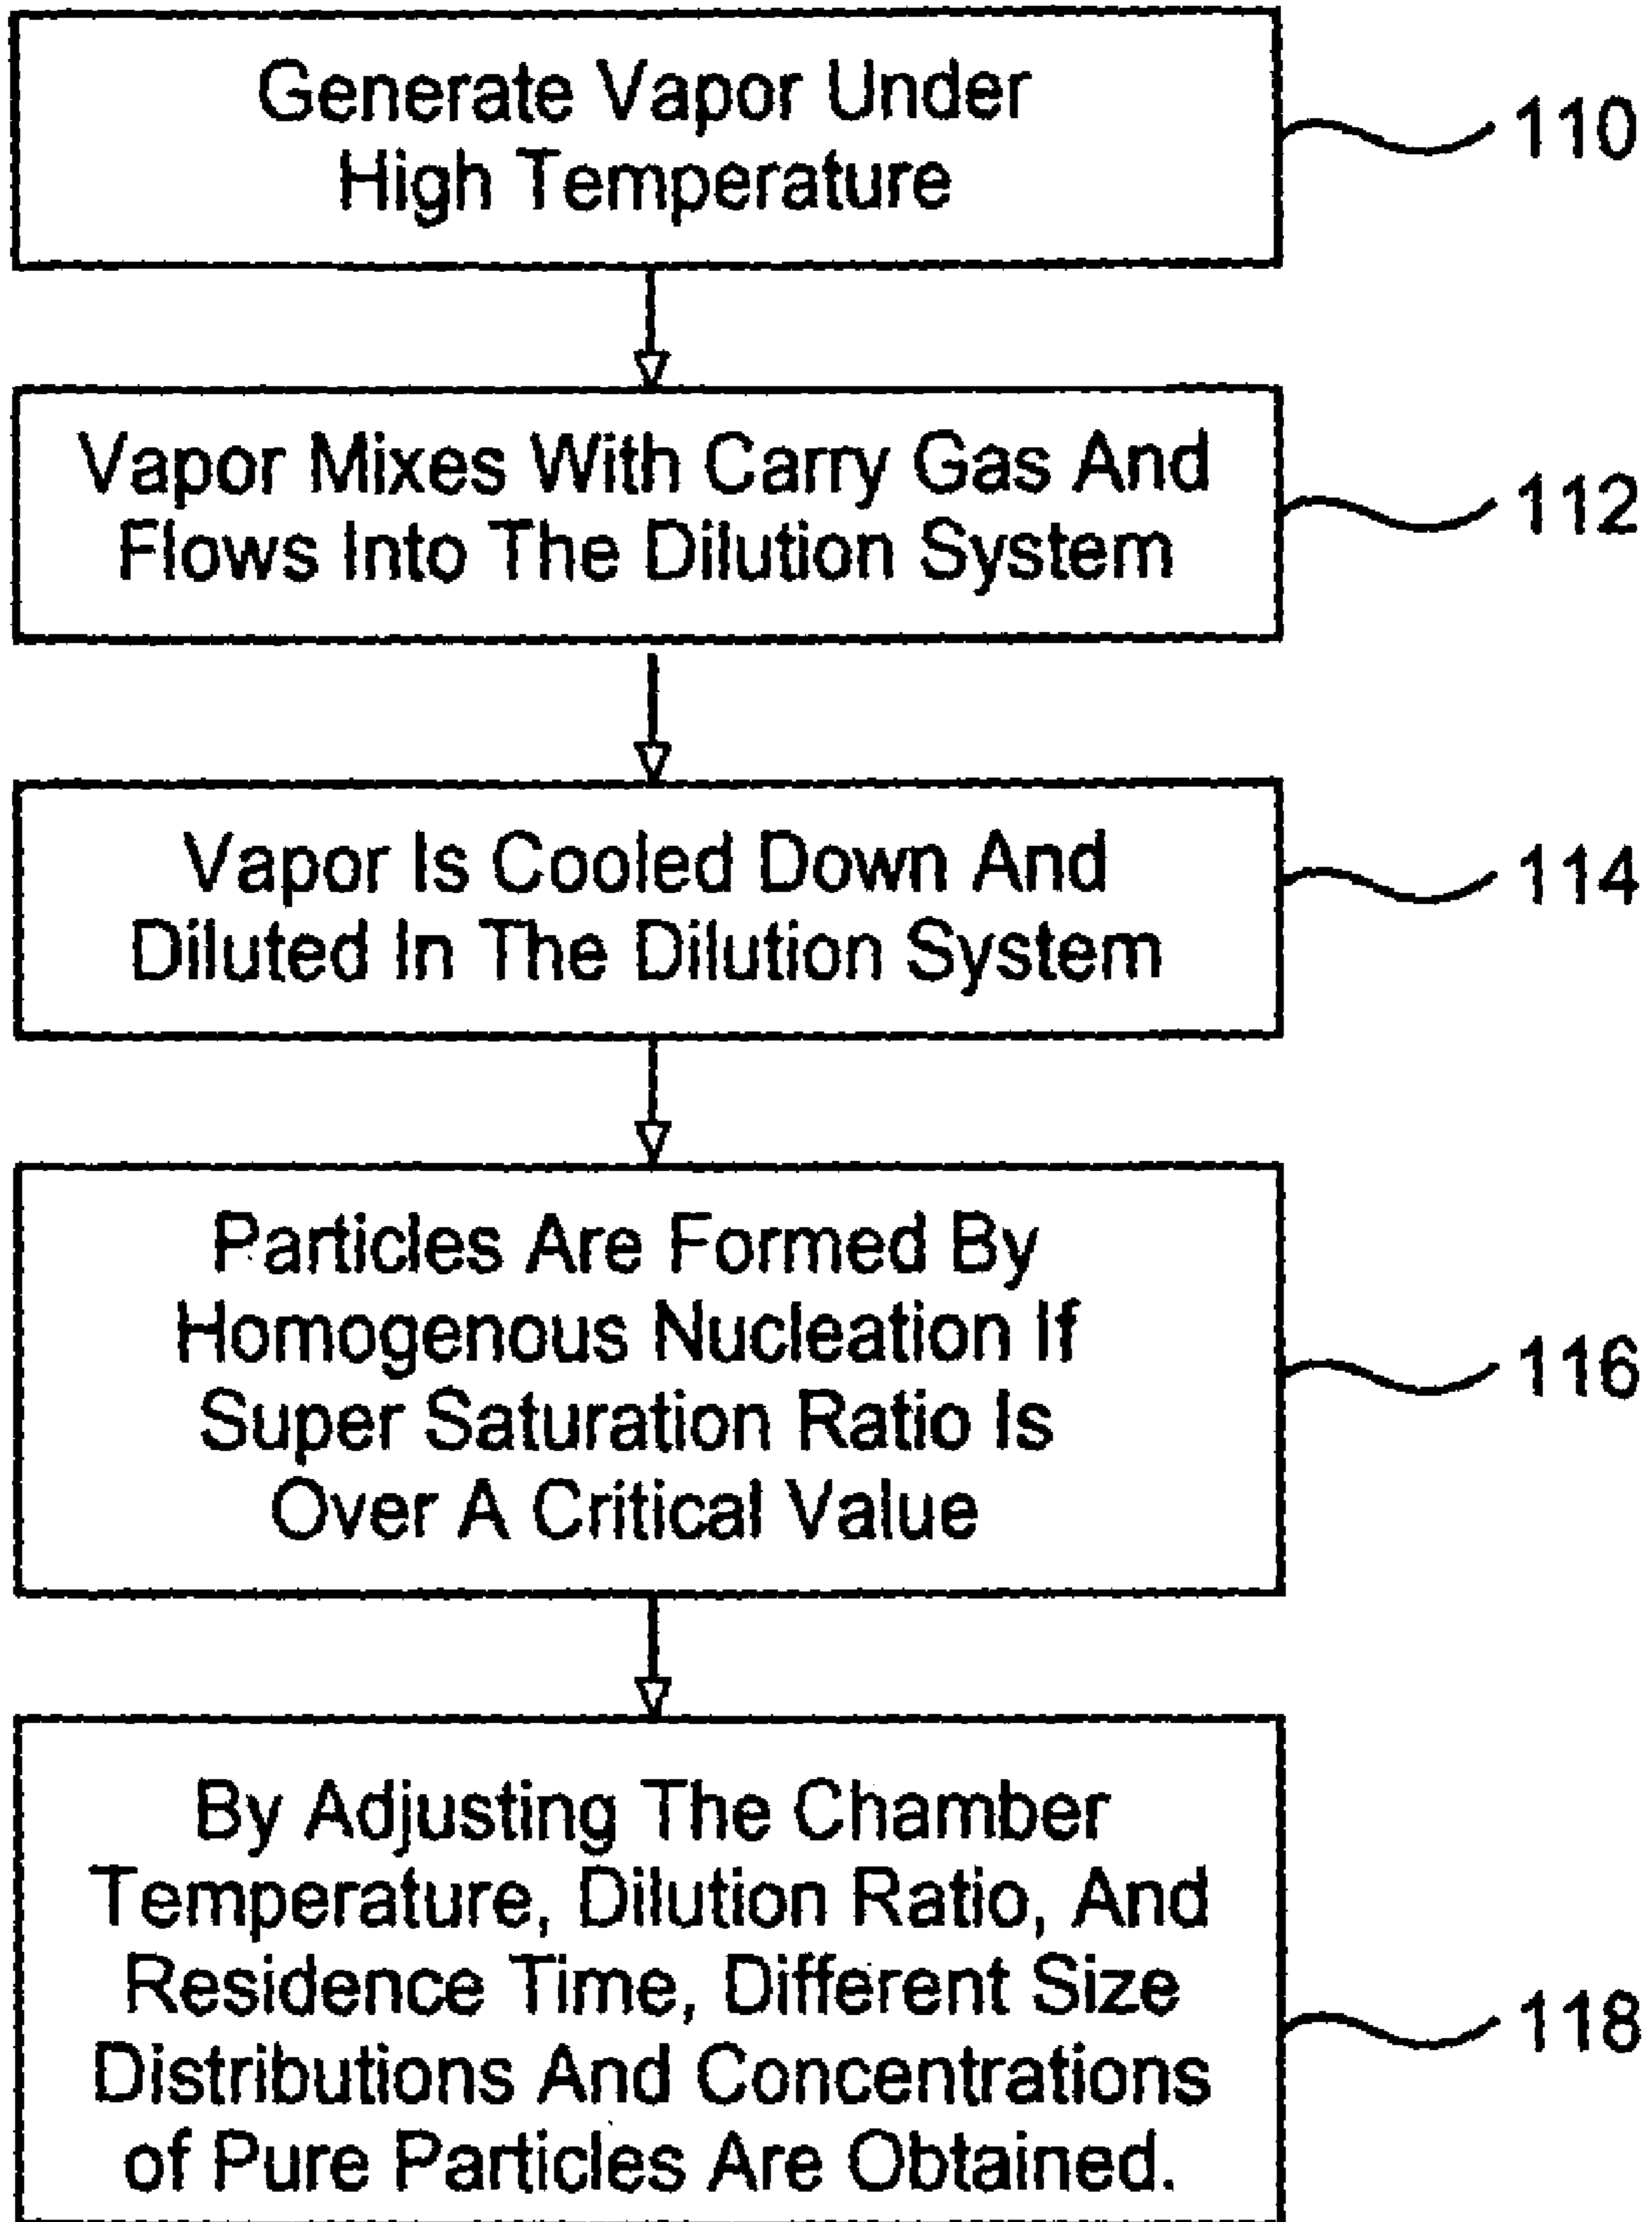 Generate Vapor Under
High Temperature
110
Vapor Mixes With Carry Gas And
Flows Into The Dilution System
112
Vapor Is Cooled Down And
Diluted In The Dilution System
114
Particles Are Formed By
Homogenous Nucleation If
Super Saturation Ratio Is
Over A Critical Value
116
By Adjusting The Chamber
Temperature, Dilution Ratio, And
Residence Time, Different Size
Distributions And Concentrations
of Pure Particles Are Obtained.
118